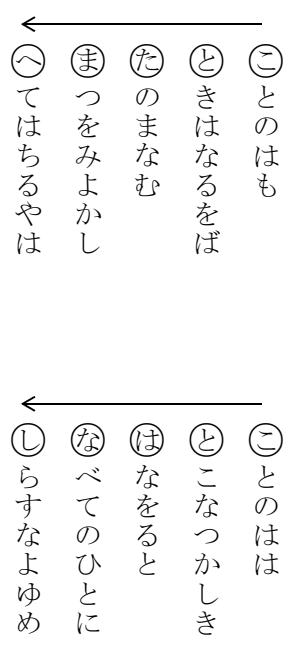 ことのはも
ときはなるをば
たのまなむ
まつをみよかし
へてはちるやは
ことのはは
とこなつかしき
はなをると
なべてのひとに
しらすなよゆめ